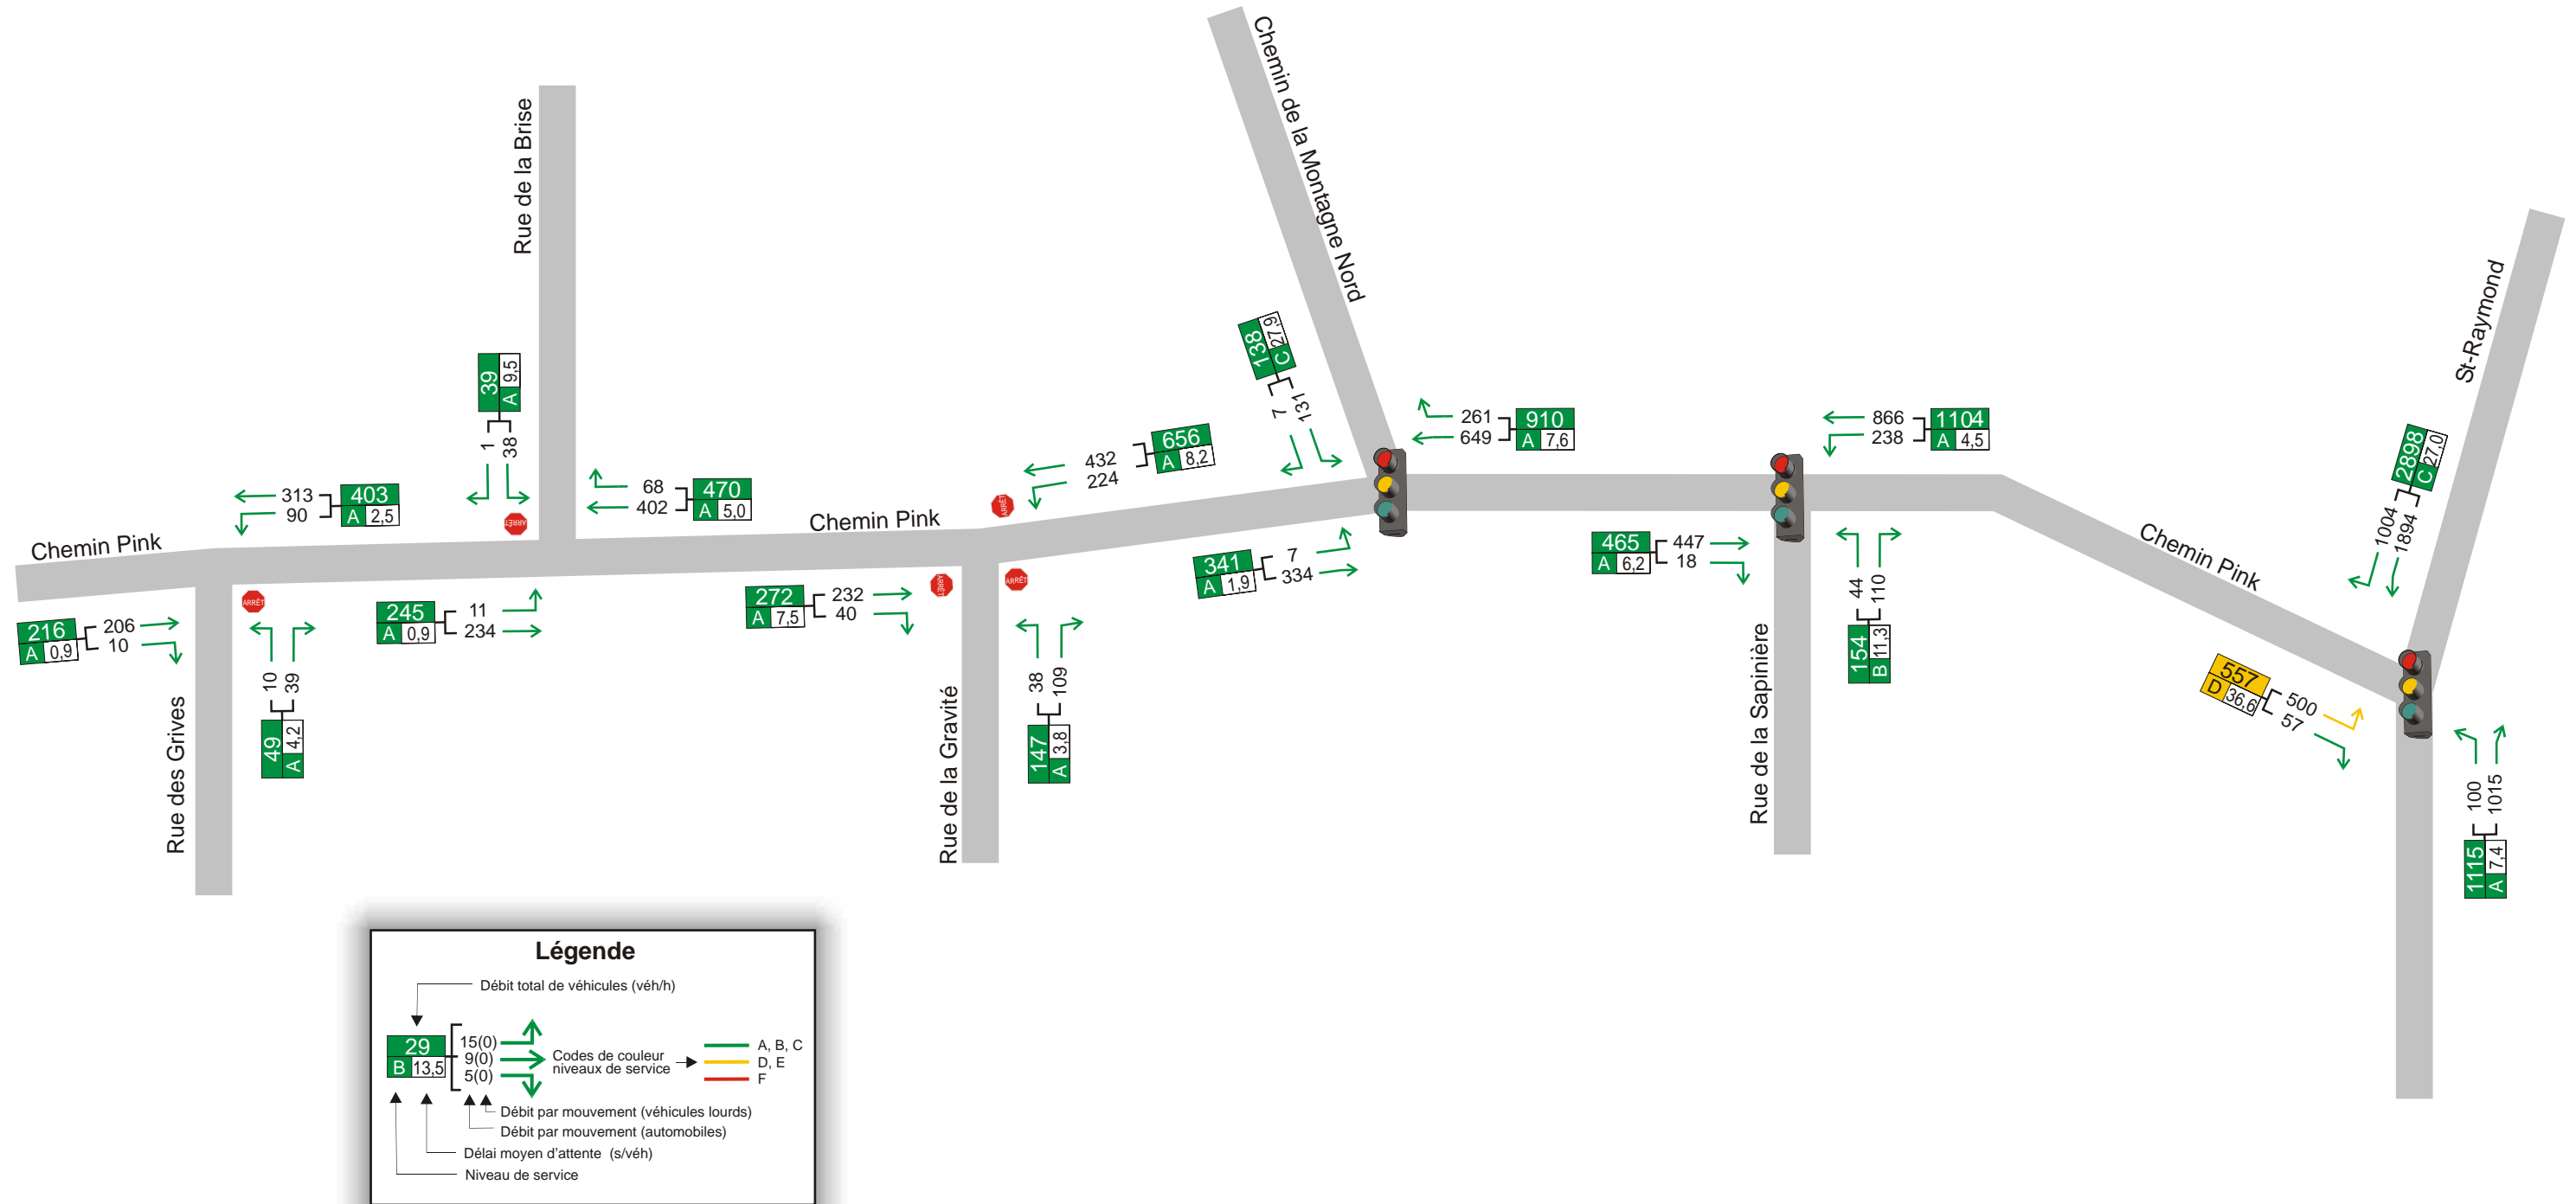 Chemin de la Montagne Nord
Rue de la Brise
St-Raymond
138
C 27,9
7
131
39
A 9,5
1
38
261
649
910
A 7,6
866
238
1104
A 4,5
2898
C 27,0
1004
1894
432
224
656
A 8,2
313
90
403
A 2,5
68
402
470
A 5,0
Chemin Pink
Chemin Pink
Chemin Pink
ARRÊT
ARRÊT
ARRÊT
ARRÊT
ARRÊT
216
A 0,9
206
10
245
A 0,9
11
234
272
A 7,5
232
40
341
A 1,9
7
334
465
A 6,2
447
18
44
110
154
B 11,3
557
D 36,6
500
57
10
39
49
A 4,2
38
109
147
A 3,8
100
1015
1115
A 7,4
Rue des Grives
Rue de la Gravité
Rue de la Sapinière
Légende
Débit total de véhicules (véh/h)
29
B 13,5
15(0)
9(0)
5(0)
Codes de couleur
niveaux de service
A, B, C
D, E
F
Débit par mouvement (véhicules lourds)
Débit par mouvement (automobiles)
Délai moyen d'attente (s/véh)
Niveau de service